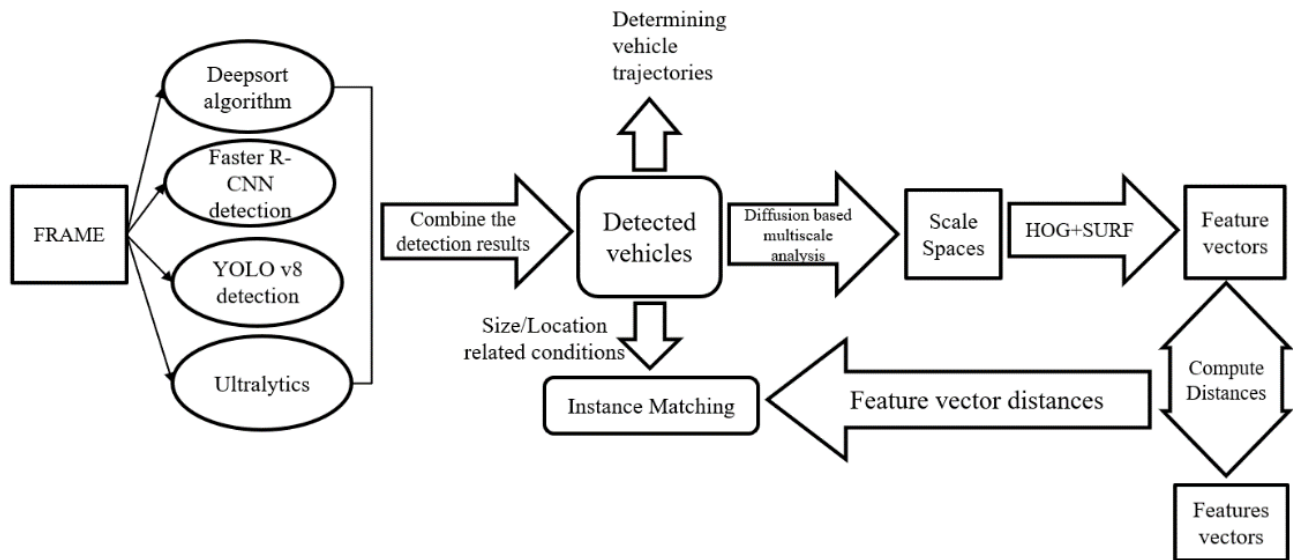 FRAME
Deepsort
algorithm
Faster R-
CNN
detection
YOLO v8
detection
Ultralytics
Combine the
detection results
Determining
vehicle
trajectories
Detected
vehicles
Size/Location
related conditions
Instance Matching
Diffusion based
multiscale
analysis
Scale
Spaces
HOG+SURF
Feature
vectors
Compute
Distances
Feature vector distances
Features
vectors